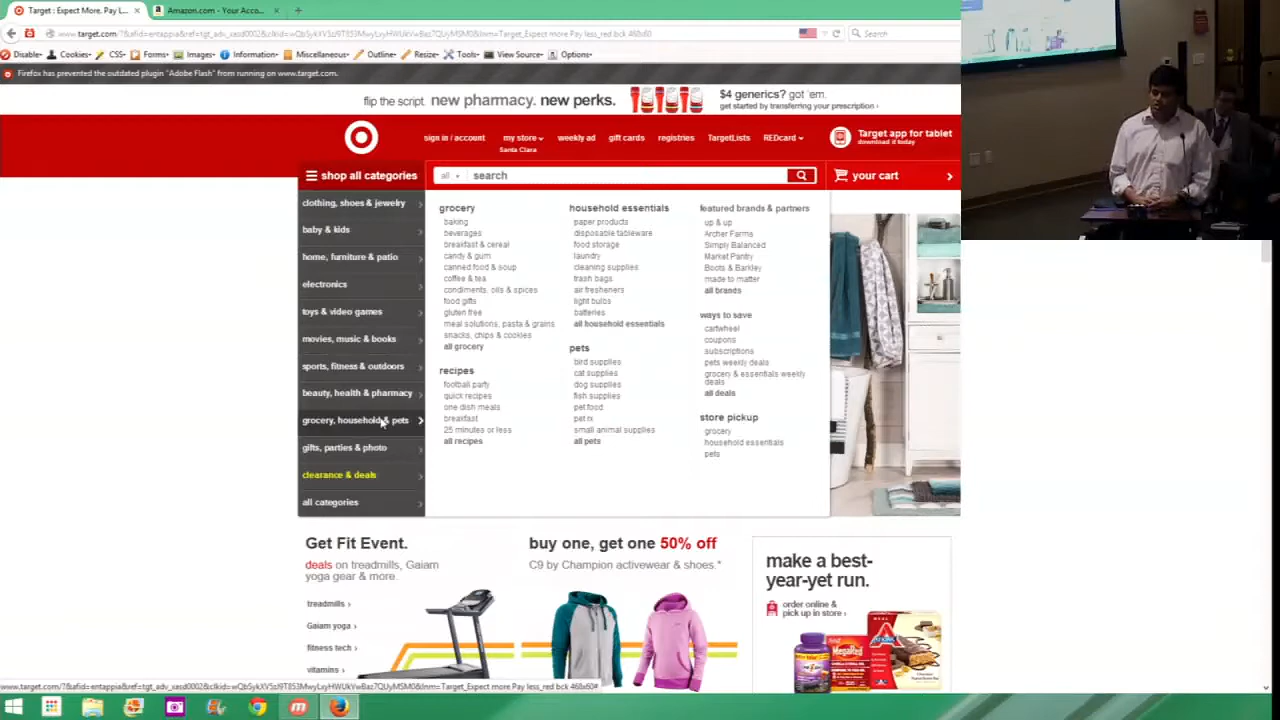 Target : Expect More. Pay L...
Amazon.com - Your Acco...
www.target.com/?&afid=entappia&ref=tgt_adv_xasd0002&clkid=
Search
Disable
Cookies
CSS
Forms
Images
Information
Miscellaneous
Outline
Resize
Tools
View Source
Options
Firefox has prevented the outdated plugin "Adobe Flash" from running on www.target.com.
flip the script. new pharmacy. new perks.
$4 generics? got 'em.
get started by transferring your prescription ›
sign in / account
my store
Santa Clara
weekly ad
gift cards
registries
TargetLists
REDcard
Target app for tablet
download it today
shop all categories
all
search
your cart
clothing, shoes & jewelry
baby & kids
home, furniture & patio
electronics
toys & video games
movies, music & books
sports, fitness & outdoors
beauty, health & pharmacy
grocery, household & pets
gifts, parties & photo
clearance & deals
all categories
grocery
baking
beverages
breakfast & cereal
candy & gum
canned food & soup
coffee & tea
condiments, oils & spices
food gifts
gluten free
meal solutions, pasta & grains
snacks, chips & cookies
all grocery
recipes
football party
quick recipes
one dish meals
breakfast
25 minutes or less
all recipes
household essentials
paper products
disposable tableware
food storage
laundry
cleaning supplies
trash bags
air fresheners
light bulbs
batteries
all household essentials
pets
bird supplies
cat supplies
dog supplies
fish supplies
pet food
pet rx
small animal supplies
all pets
featured brands & partners
up & up
Archer Farms
Simply Balanced
Market Pantry
Boots & Barkley
made to matter
all brands
ways to save
cartwheel
coupons
subscriptions
pets weekly deals
grocery & essentials weekly
deals
all deals
store pickup
grocery
household essentials
pets
Get Fit Event.
deals on treadmills, Gaiam
yoga gear & more.
treadmills ›
Gaiam yoga ›
fitness tech ›
vitamins ›
buy one, get one 50% off
C9 by Champion activewear & shoes.*
make a best-
year-yet run.
order online &
pick up in store ›
MegaRed
ATKINS